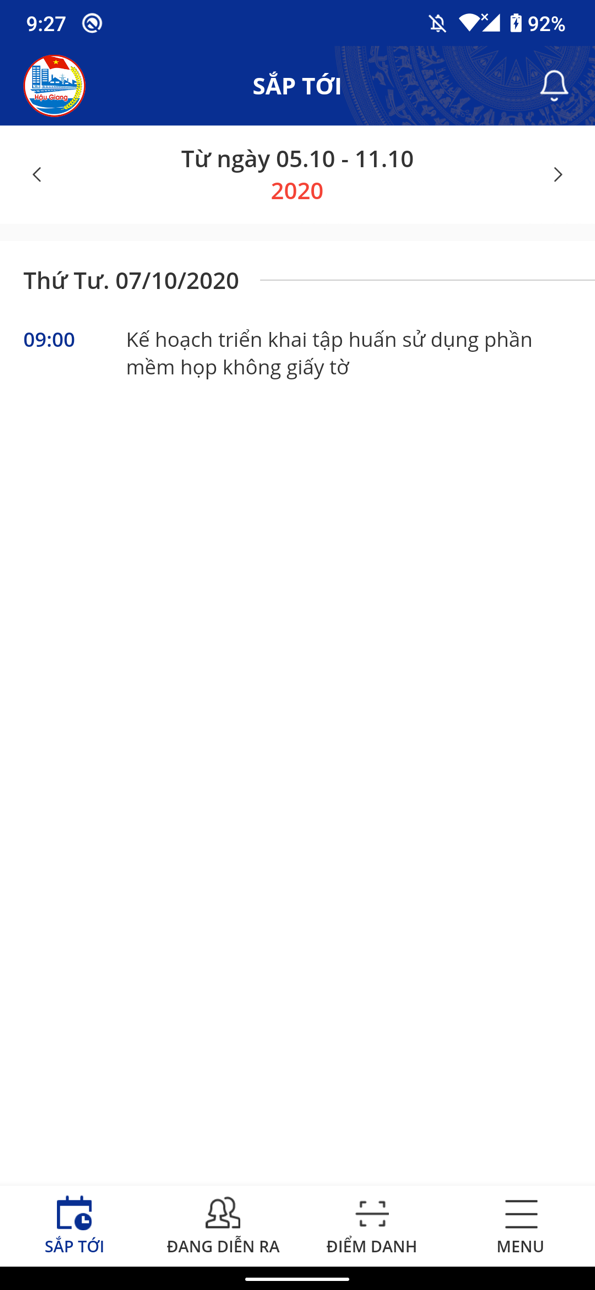 9:27
92%
Hậu Giang
SẮP TỚI
Từ ngày 05.10 - 11.10
2020
Thứ Tư. 07/10/2020
09:00
Kế hoạch triển khai tập huấn sử dụng phần
mềm họp không giấy tờ
SẮP TỚI
ĐANG DIỄN RA
ĐIỂM DANH
MENU